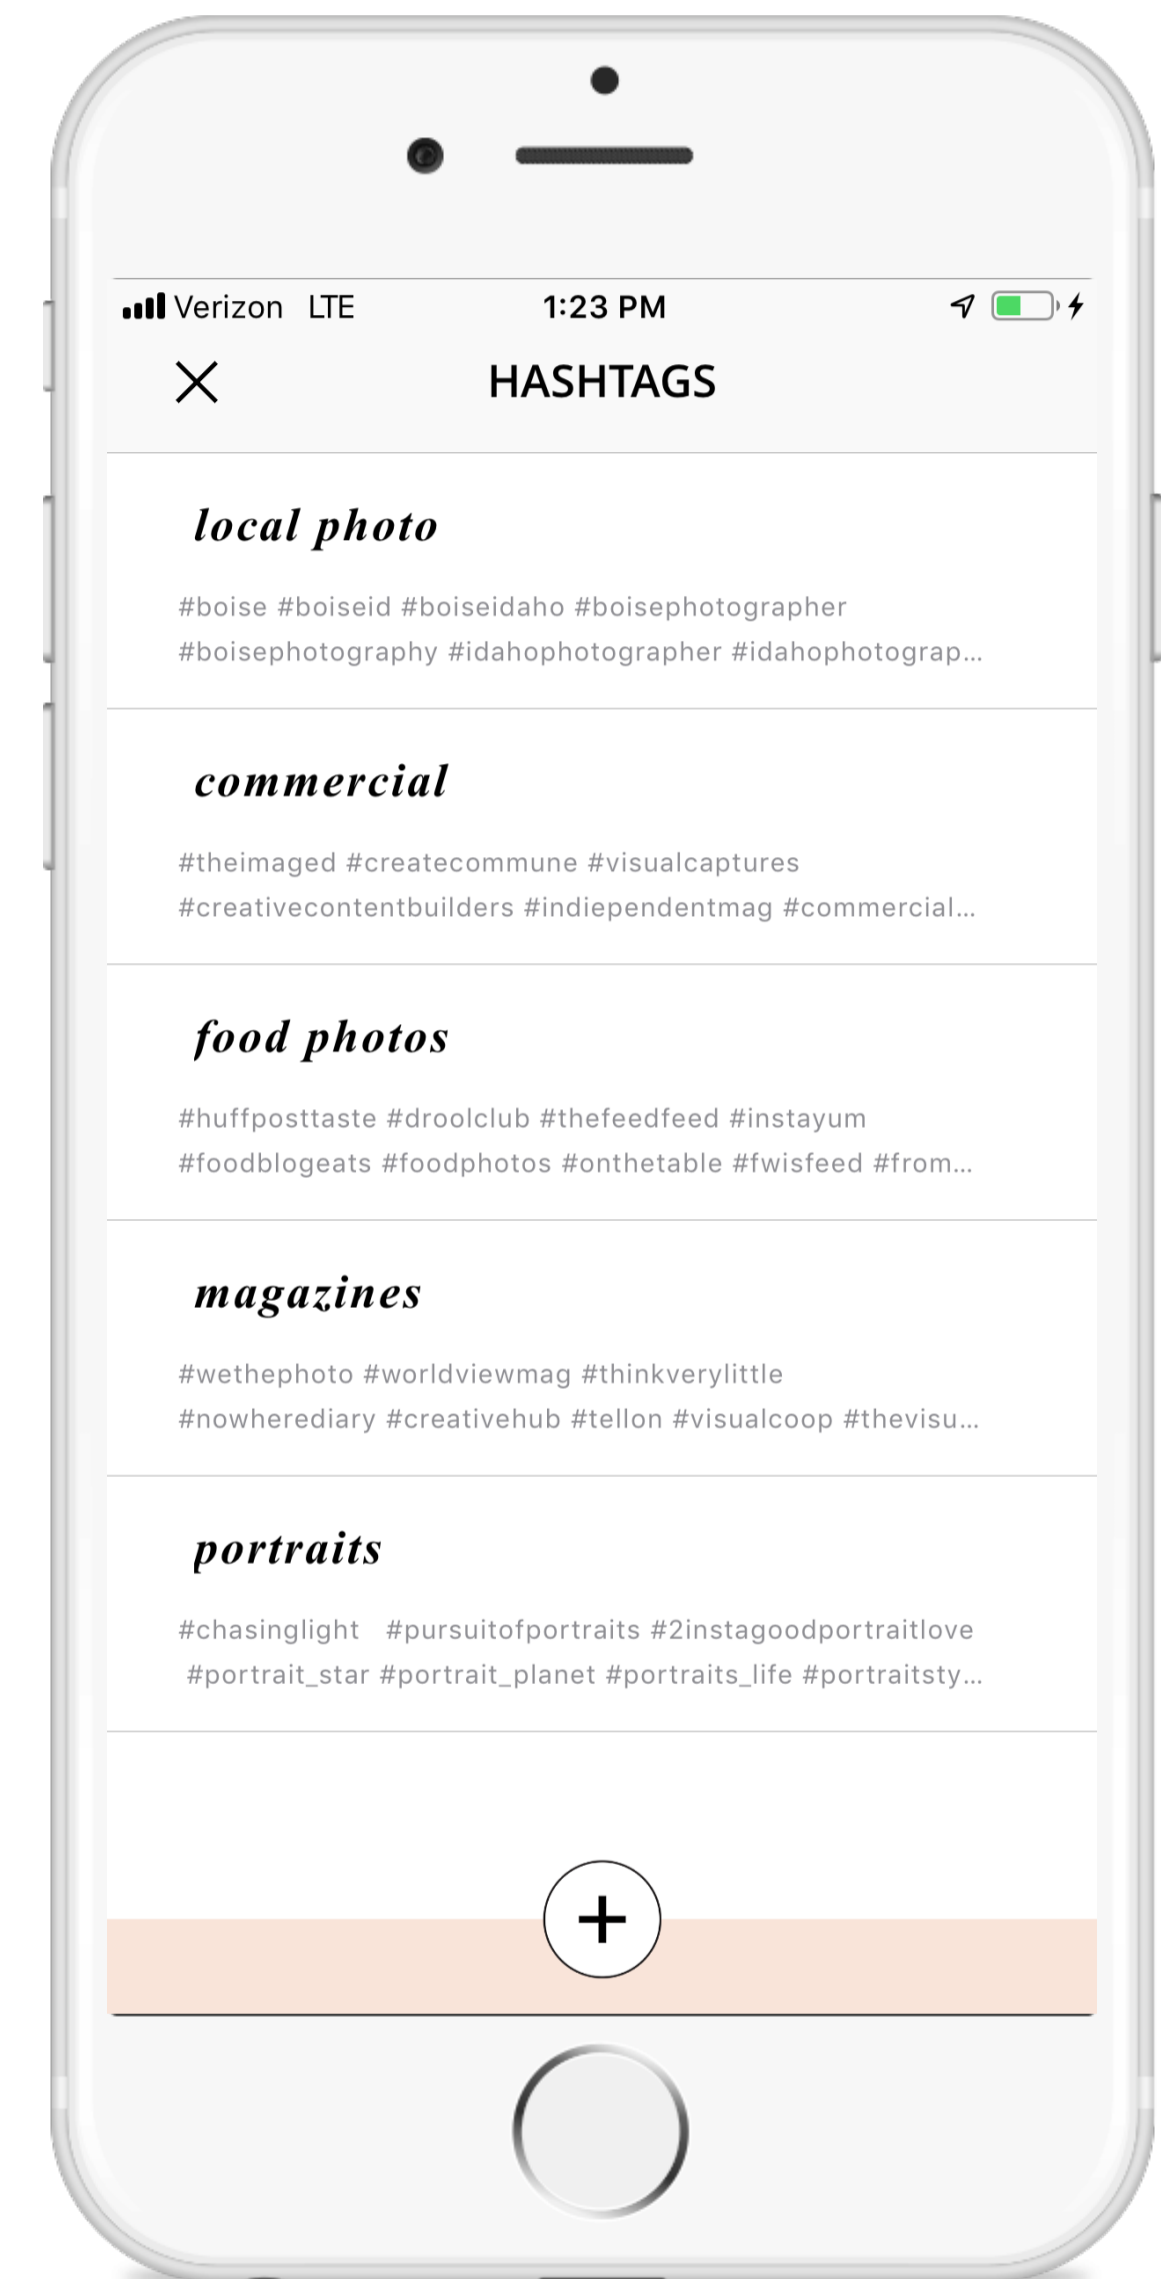 Verizon LTE 1:23 PM
HASHTAGS
local photo
#boise #boiseid #boiseidaho #boisephotographer
#boisephotography #idahophotographer #idahophotograp...
commercial
#theimaged #createcommune #visualcaptures
#creativecontentbuilders #indiependentmag #commercial...
food photos
#huffposttaste #droolclub #thefeedfeed #instayum
#foodblogeats #foodphotos #onthetable #fwisfeed #from...
magazines
#wethephoto #worldviewmag #thinkverylittle
#nowherediary #creativehub #tellon #visualcoop #thevisu...
portraits
#chasinglight #pursuitofportraits #2instagoodportraitlove
#portrait_star #portrait_planet #portraits_life #portraitsty...